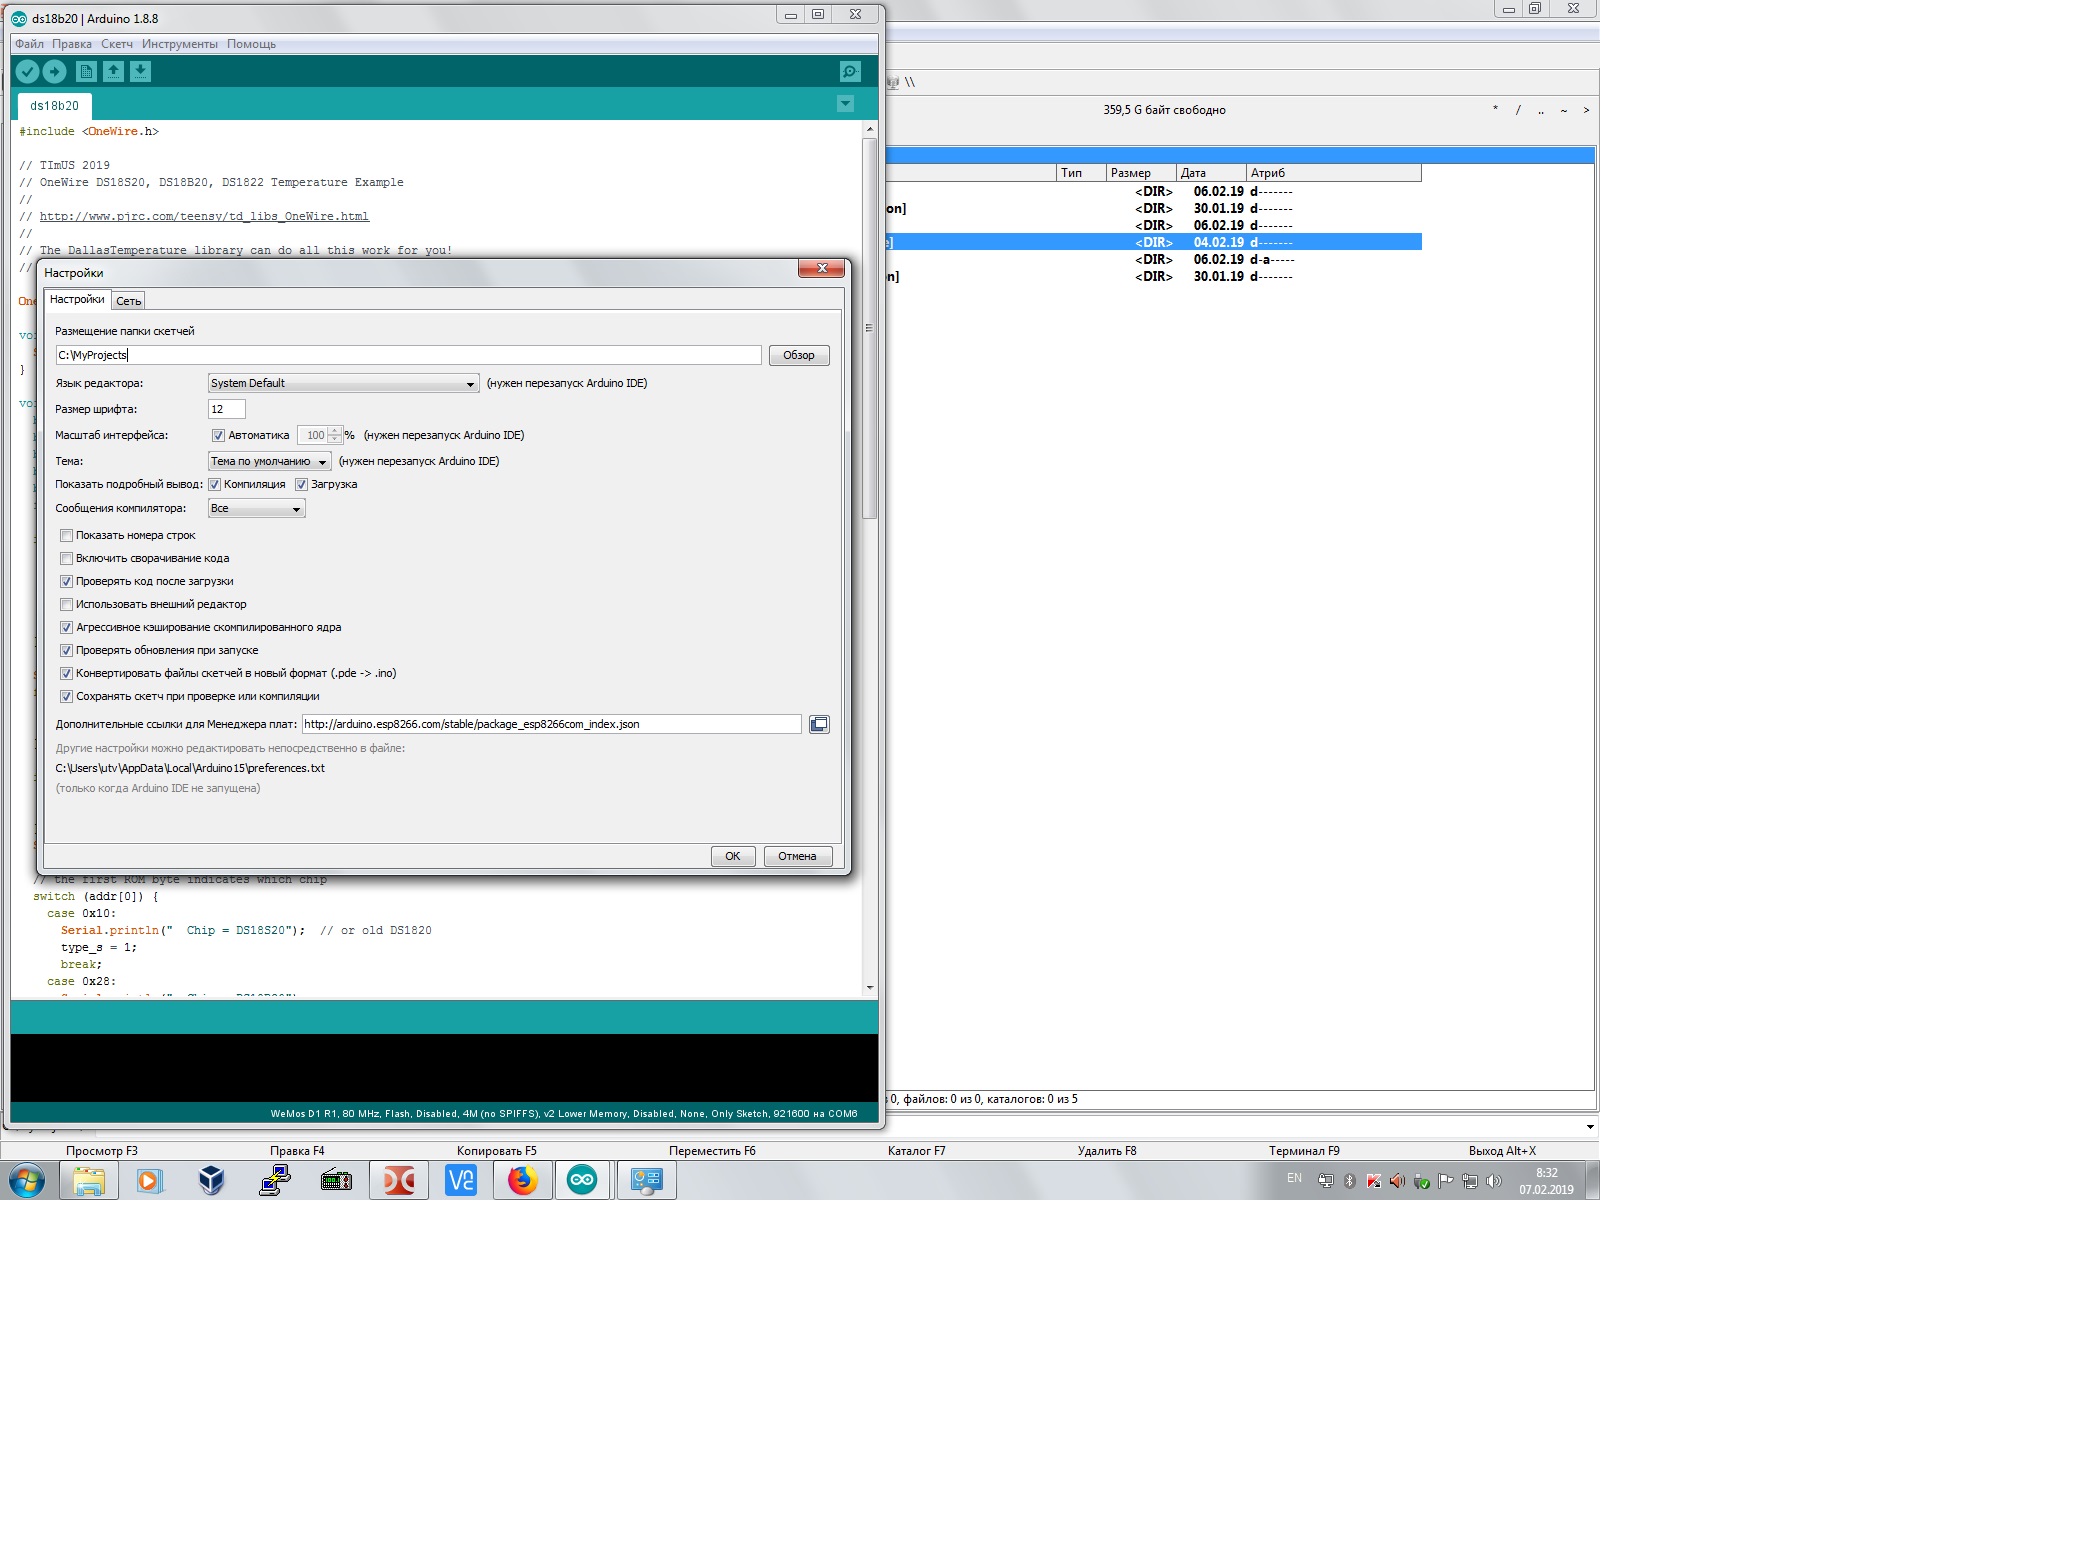 ds18b20 | Arduino 1.8.8
Файл Правка Скетч Инструменты Помощь
\\
ds18b20
359,5 G байт свободно
* / .. ~ >
#include <OneWire.h>
// TImUS 2019
// OneWire DS18S20, DS18B20, DS1822 Temperature Example
//
// http://www.pjrc.com/teensy/td_libs_OneWire.html
//
// The DallasTemperature library can do all this work for you!
//
Тип Размер Дата Атриб
<DIR> 06.02.19 d-------
on] <DIR> 30.01.19 d-------
<DIR> 06.02.19 d-------
e] <DIR> 04.02.19 d-------
<DIR> 06.02.19 d-a-----
n] <DIR> 30.01.19 d-------
Настройки
Настройки Сеть
Размещение папки скетчей
C:\MyProjects
Обзор
Язык редактора: System Default (нужен перезапуск Arduino IDE)
Размер шрифта: 12
Масштаб интерфейса: Автоматика 100 % (нужен перезапуск Arduino IDE)
Тема: Тема по умолчанию (нужен перезапуск Arduino IDE)
Показать подробный вывод: Компиляция Загрузка
Сообщения компилятора: Все
Показать номера строк
Включить сворачивание кода
Проверять код после загрузки
Использовать внешний редактор
Агрессивное кэширование скомпилированного ядра
Проверять обновления при запуске
Конвертировать файлы скетчей в новый формат (.pde -> .ino)
Сохранять скетч при проверке или компиляции
Дополнительные ссылки для Менеджера плат: http://arduino.esp8266.com/stable/package_esp8266com_index.json
Другие настройки можно редактировать непосредственно в файле:
C:\Users\utv\AppData\Local\Arduino15\preferences.txt
(только когда Arduino IDE не запущена)
OK Отмена
// the first ROM byte indicates which chip
switch (addr[0]) {
case 0x10:
Serial.println("  Chip = DS18S20");  // or old DS1820
type_s = 1;
break;
case 0x28:
WeMos D1 R1, 80 MHz, Flash, Disabled, 4M (no SPIFFS), v2 Lower Memory, Disabled, None, Only Sketch, 921600 на COM6
з 0, файлов: 0 из 0, каталогов: 0 из 5
Просмотр F3 Правка F4 Копировать F5 Переместить F6 Каталог F7 Удалить F8 Терминал F9 Выход Alt+X
EN
8:32
07.02.2019